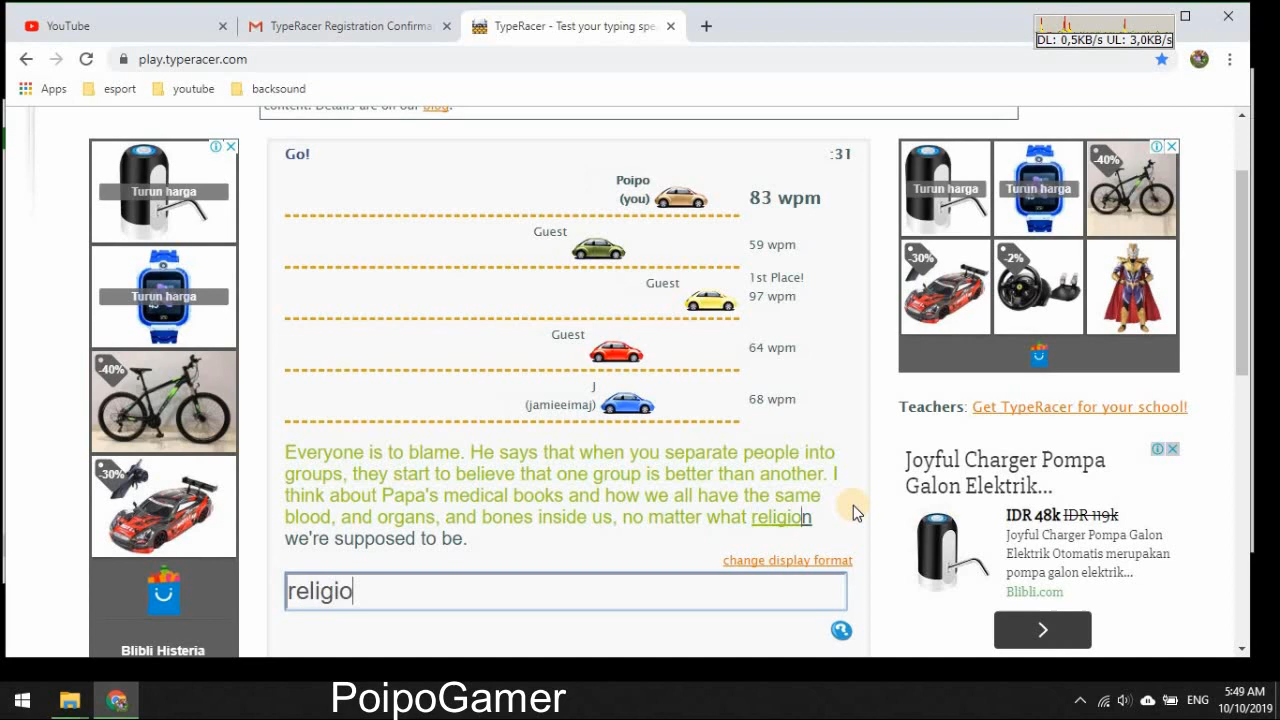 YouTube
TypeRacer Registration Confirma
TypeRacer - Test your typing spe
DL: 0,5KB/s UL: 3,0KB/s
play.typeracer.com
Apps
esport
youtube
backsound
content. Details are on our blog.
Turun harga
Turun harga
-40%
-30%
Blibli Histeria
Go!
:31
Poipo
(you)
83 wpm
Guest
59 wpm
Guest
1st Place!
97 wpm
Guest
64 wpm
J
(jamieeimaj)
68 wpm
Everyone is to blame. He says that when you separate people into
groups, they start to believe that one group is better than another. I
think about Papa's medical books and how we all have the same
blood, and organs, and bones inside us, no matter what religion
we're supposed to be.
change display format
religio
Turun harga
Turun harga
-40%
-30%
-2%
Teachers: Get TypeRacer for your school!
Joyful Charger Pompa
Galon Elektrik...
IDR 48k IDR 119k
Joyful Charger Pompa Galon
Elektrik Otomatis merupakan
pompa galon elektrik...
Blibli.com
PoipoGamer
ENG
5:49 AM
10/10/2019